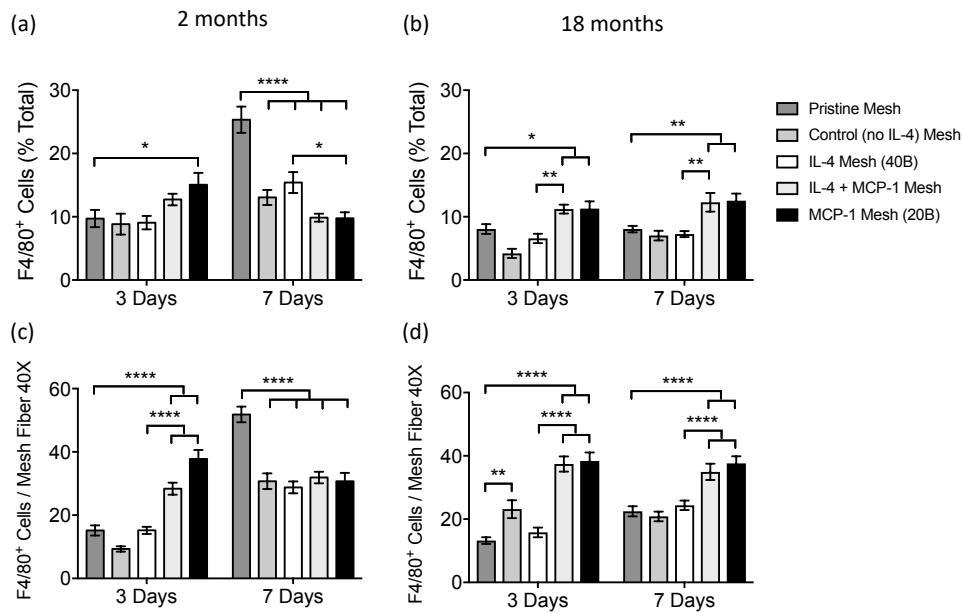 (a)
2 months
(b)
18 months
F4/80+ Cells (% Total)
30
20
10
0
*
****
*
3 Days
7 Days
F4/80+ Cells (% Total)
30
20
10
0
*
**
**
**
3 Days
7 Days
Pristine Mesh
Control (no IL-4) Mesh
IL-4 Mesh (40B)
IL-4 + MCP-1 Mesh
MCP-1 Mesh (20B)
(c)
F4/80+ Cells / Mesh Fiber 40X
60
40
20
0
****
****
****
3 Days
7 Days
(d)
F4/80+ Cells / Mesh Fiber 40X
60
40
20
0
**
****
****
****
****
3 Days
7 Days